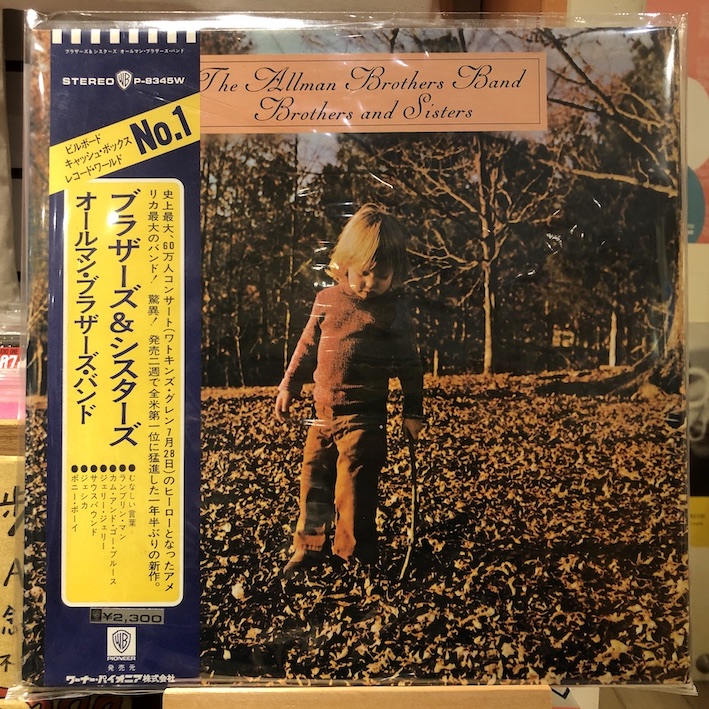 ブラザーズ&シスターズ オールマン・ブラザーズ・バンド
STEREO WB P-8345W
The Allman Brothers Band
Brothers and Sisters
ビルボード
キャッシュ・ボックス
レコード・ワールド
No.1
史上最大、60万人コンサート(ワトキンズ・グレン7月28日)のヒーローとなったアメ
リカ最大のバンド! 驚異! 発売二週で全米第一位に猛進した一年半ぶりの新作。
ブラザーズ&シスターズ
オールマン・ブラザーズ・バンド
●むなしい言葉
●ランブリン・マン
●カム・アンド・ゴー・ブルース
●ジェリー・ジェリー
●サウスバウンド
●ジェシカ
●ポニー・ボーイ
¥2,300
WB
PIONEER
発売元
ワーナー・パイオニア株式会社
87